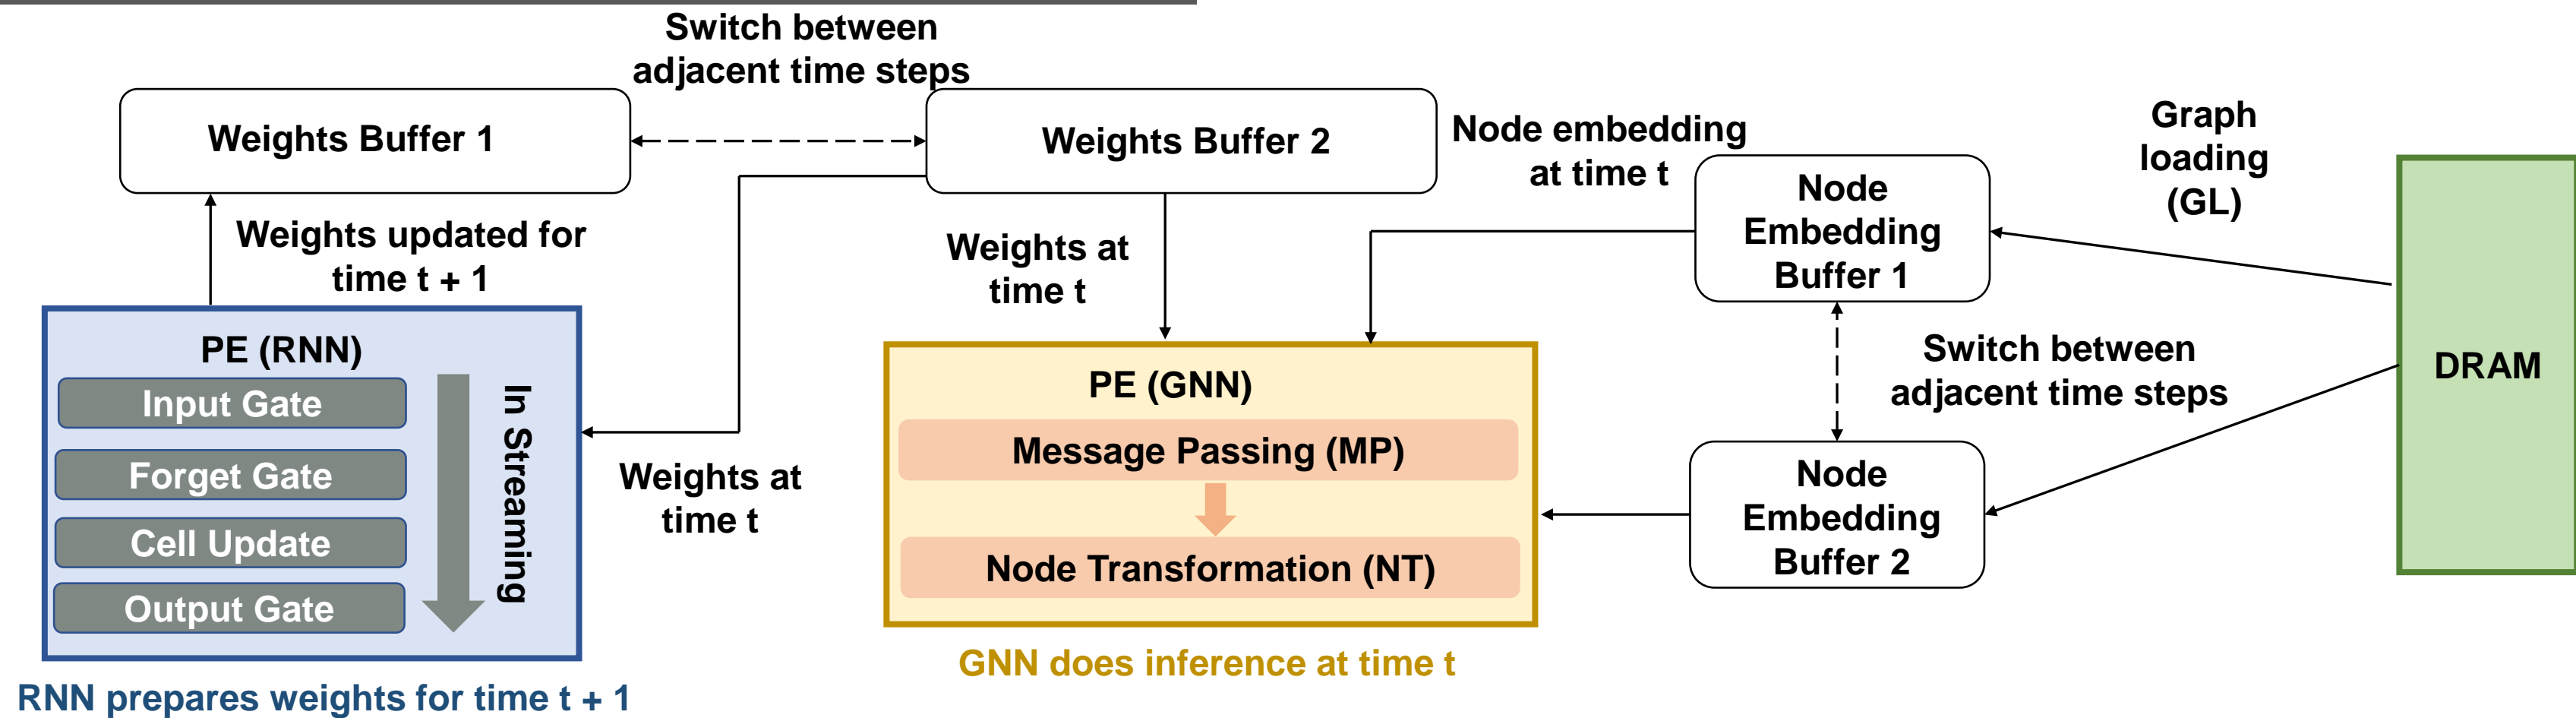 Switch between
adjacent time steps
Weights Buffer 1
Weights Buffer 2
Node embedding
at time t
Graph
loading
(GL)
Node
Embedding
Buffer 1
Weights updated for
time t + 1
Weights at
time t
PE (RNN)
Input Gate
Forget Gate
Cell Update
Output Gate
In Streaming
Weights at
time t
PE (GNN)
Message Passing (MP)
Node Transformation (NT)
Switch between
adjacent time steps
DRAM
Node
Embedding
Buffer 2
GNN does inference at time t
RNN prepares weights for time t + 1